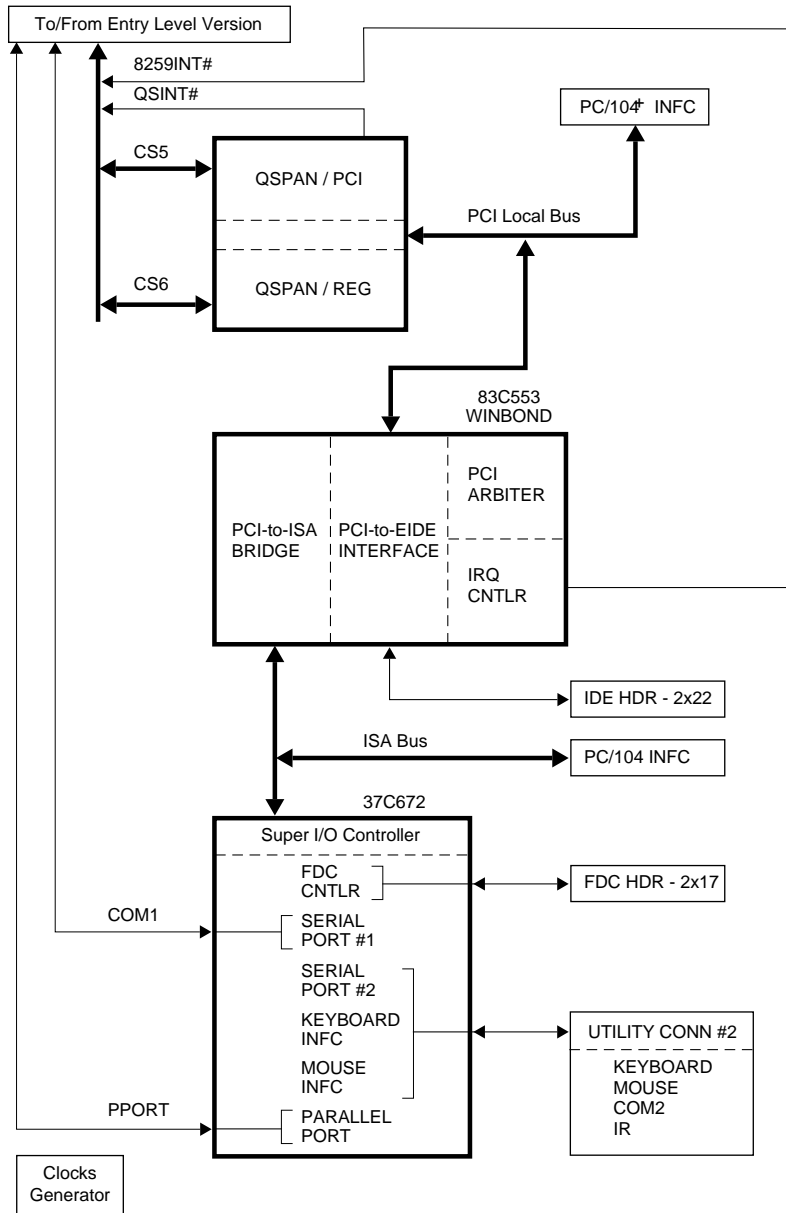 To/From Entry Level Version
8259INT#
QSINT#
PC/104+ INFC
CS5
QSPAN / PCI
PCI Local Bus
CS6
QSPAN / REG
83C553
WINBOND
PCI
ARBITER
PCI-to-ISA
BRIDGE
PCI-to-EIDE
INTERFACE
IRQ
CNTLR
IDE HDR - 2x22
ISA Bus
PC/104 INFC
37C672
Super I/O Controller
FDC
CNTLR
FDC HDR - 2x17
COM1
SERIAL
PORT #1
SERIAL
PORT #2
KEYBOARD
INFC
MOUSE
INFC
UTILITY CONN #2
KEYBOARD
MOUSE
COM2
IR
PPORT
PARALLEL
PORT
Clocks
Generator